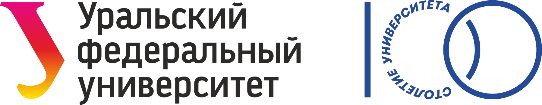 Уральский
федеральный
университет
СТОЛЕТИЕ УНИВЕРСИТЕТА